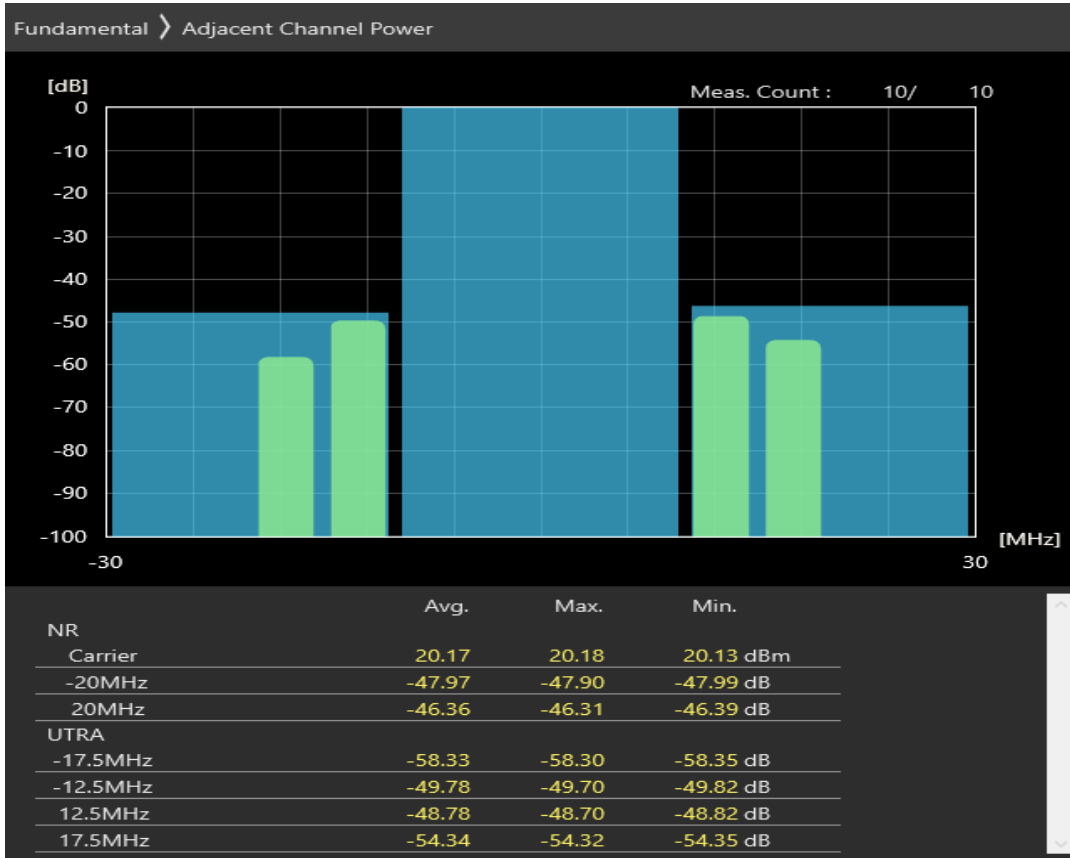 Fundamental ❯ Adjacent Channel Power
[dB]
Meas. Count : 10/ 10
0
-10
-20
-30
-40
-50
-60
-70
-80
-90
-100
[MHz]
-30 30
Avg. Max. Min.
NR
Carrier 20.17 20.18 20.13 dBm
-20MHz -47.97 -47.90 -47.99 dB
20MHz -46.36 -46.31 -46.39 dB
UTRA
-17.5MHz -58.33 -58.30 -58.35 dB
-12.5MHz -49.78 -49.70 -49.82 dB
12.5MHz -48.78 -48.70 -48.82 dB
17.5MHz -54.34 -54.32 -54.35 dB